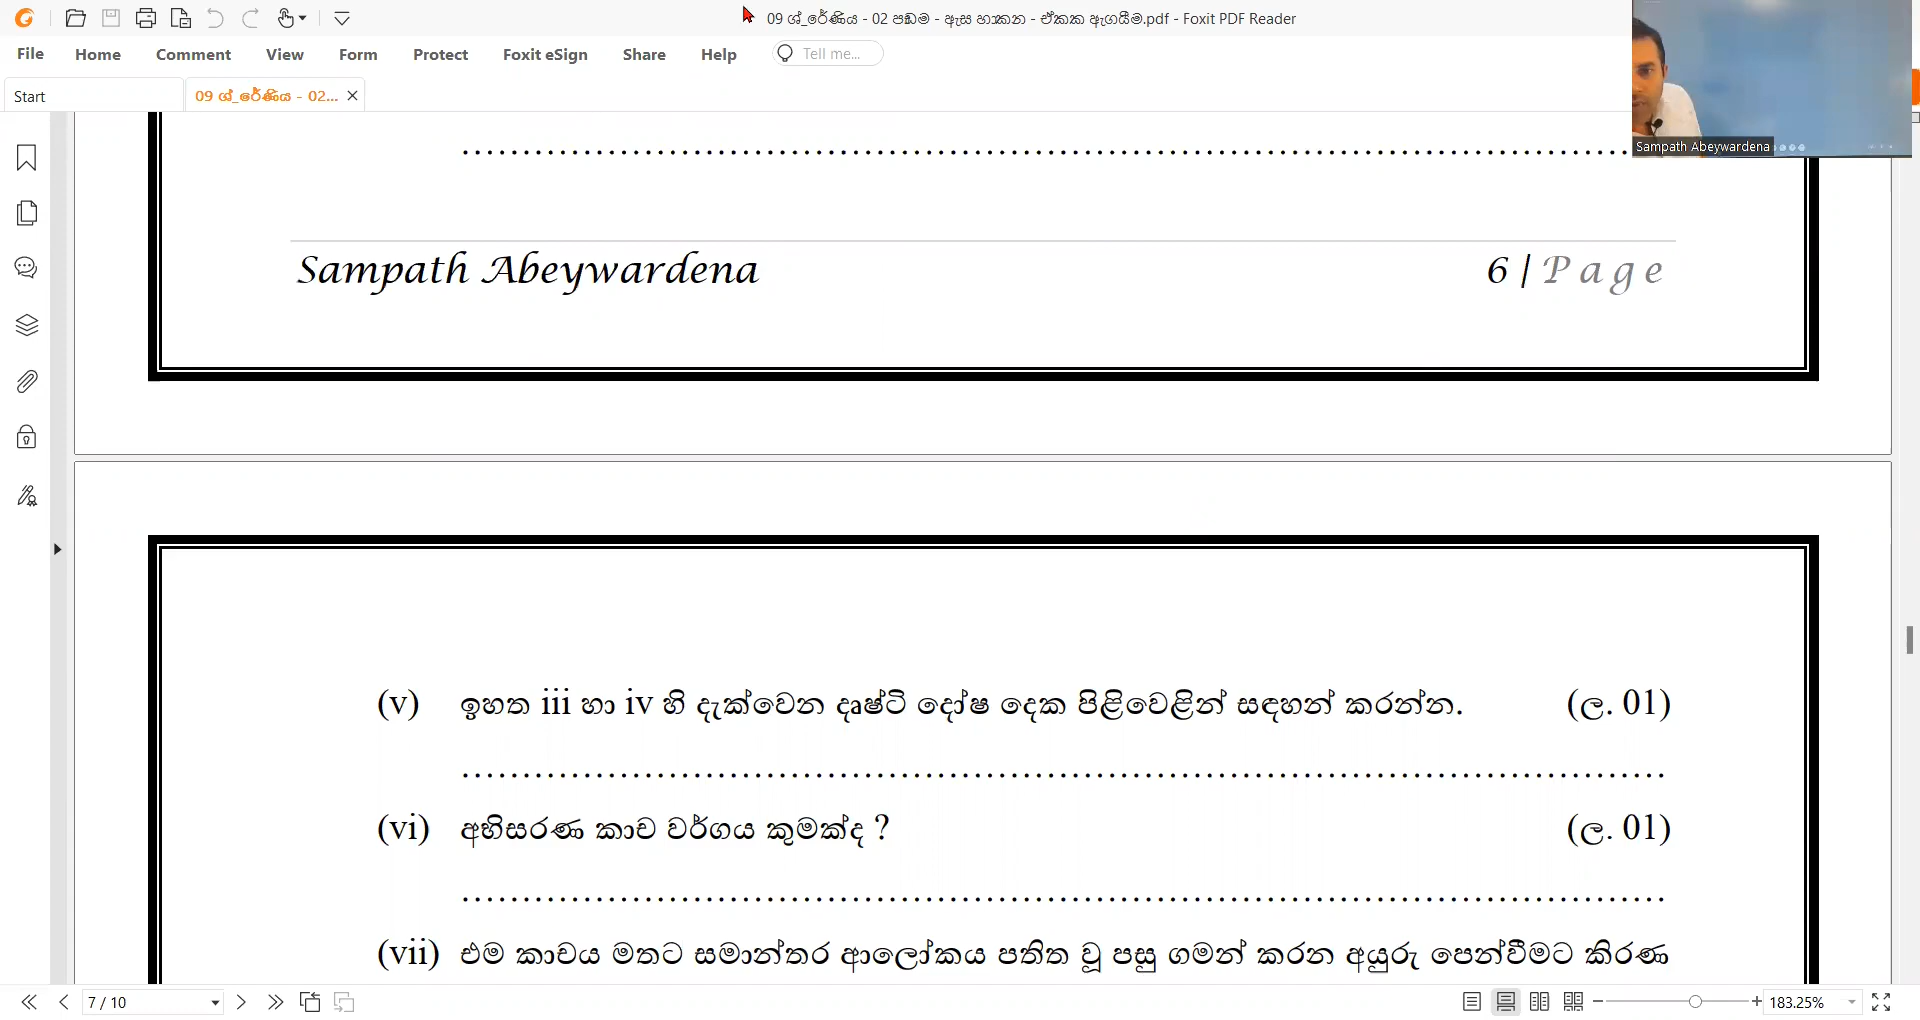 09 ශ්‍රේණිය - 02 පාඩම - ඇස හා කන - ඒකක ඇගයීම.pdf - Foxit PDF Reader
File Home Comment View Form Protect Foxit eSign Share Help Tell me...
Start
09 ශ්‍රේණිය - 02...
Sampath Abeywardena
Sampath Abeywardena 6 | Page
(v) ඉහත iii හා iv හි දැක්වෙන දෘෂ්ටි දෝෂ දෙක පිළිවෙළින් සඳහන් කරන්න. (ල. 01)
(vi) අභිසරණ කාච වර්ගය කුමක්ද ? (ල. 01)
(vii) එම කාචය මතට සමාන්තර ආලෝකය පතිත වූ පසු ගමන් කරන අයුරු පෙන්වීමට කිරණ
7 / 10
183.25%